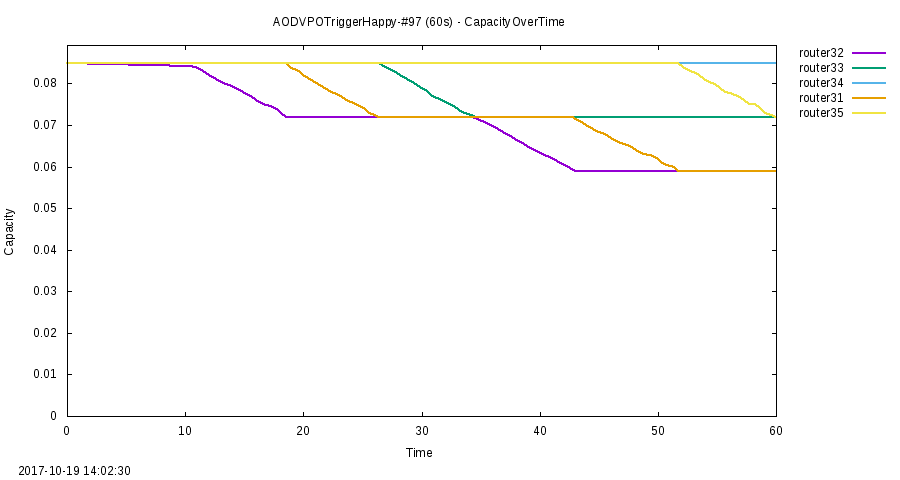 AODVPOTriggerHappy-#97 (60s) - CapacityOverTime
router32
router33
router34
router31
router35
0.08
0.07
0.06
0.05
0.04
0.03
0.02
0.01
0
Capacity
0 10 20 30 40 50 60
Time
2017-10-19 14:02:30